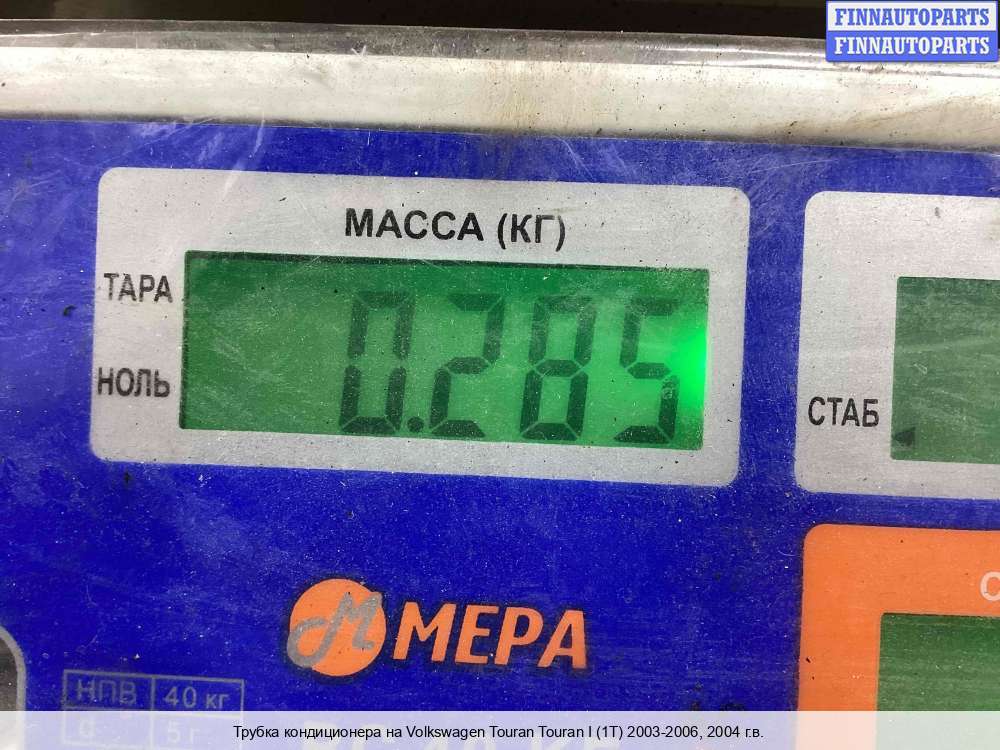 FINNAUTOPARTS
FINNAUTOPARTS
МАССА (КГ)
ТАРА
0.285
НОЛЬ
СТАБ
МЕРА
НПВ 40 кг
d 5 г
Трубка кондиционера на Volkswagen Touran Touran I (1T) 2003-2006, 2004 г.в.